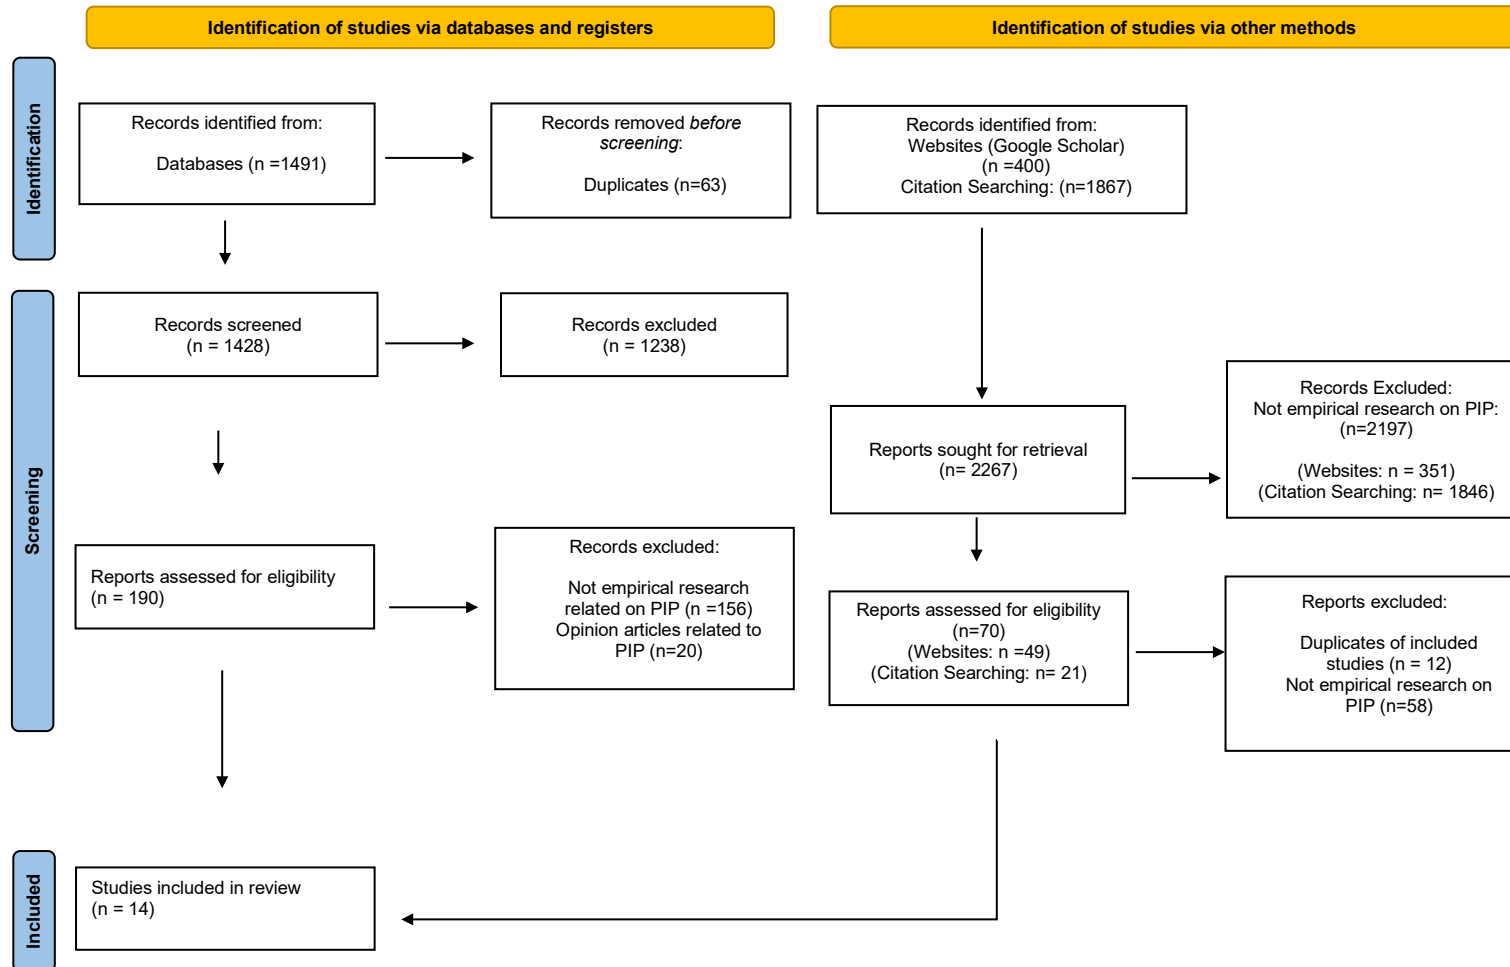 Identification of studies via databases and registers
Identification of studies via other methods
Identification
Records identified from:
Databases (n =1491)
Records removed before
screening:
Duplicates (n=63)
Records identified from:
Websites (Google Scholar)
(n =400)
Citation Searching: (n=1867)
Screening
Records screened
(n = 1428)
Records excluded
(n = 1238)
Reports sought for retrieval
(n= 2267)
Records Excluded:
Not empirical research on PIP:
(n=2197)
(Websites: n = 351)
(Citation Searching: n= 1846)
Reports assessed for eligibility
(n = 190)
Records excluded:
Not empirical research
related on PIP (n =156)
Opinion articles related to
PIP (n=20)
Reports assessed for eligibility
(n=70)
(Websites: n =49)
(Citation Searching: n= 21)
Reports excluded:
Duplicates of included
studies (n = 12)
Not empirical research on
PIP (n=58)
Included
Studies included in review
(n = 14)